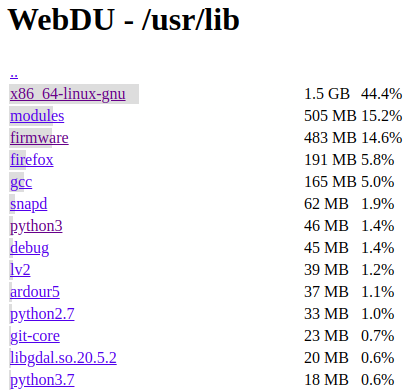 WebDU - /usr/lib
..
x86_64-linux-gnu 1.5 GB 44.4%
modules 505 MB 15.2%
firmware 483 MB 14.6%
firefox 191 MB 5.8%
gcc 165 MB 5.0%
snapd 62 MB 1.9%
python3 46 MB 1.4%
debug 45 MB 1.4%
lv2 39 MB 1.2%
ardour5 37 MB 1.1%
python2.7 33 MB 1.0%
git-core 23 MB 0.7%
libgdal.so.20.5.2 20 MB 0.6%
python3.7 18 MB 0.6%